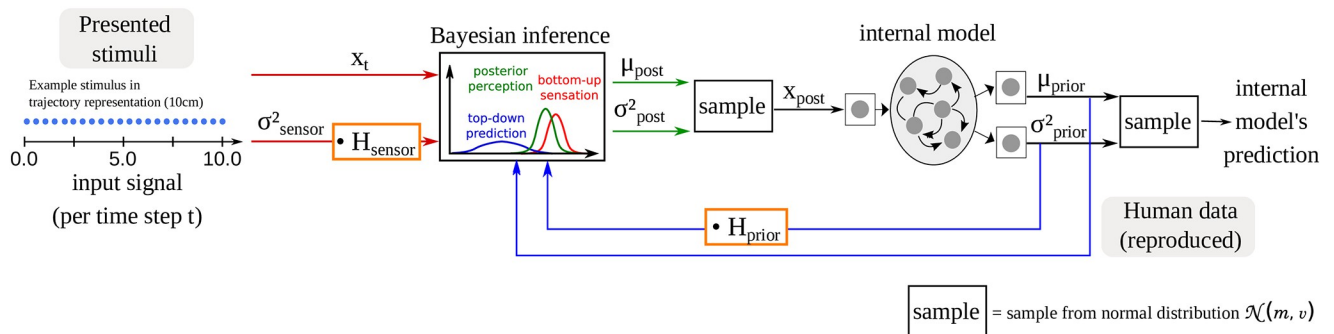 Presented
stimuli
Example stimulus in
trajectory representation (10cm)
0.0 5.0 10.0
input signal
(per time step t)
x_t
σ²_sensor
• H_sensor
Bayesian inference
posterior
perception
bottom-up
sensation
top-down
prediction
μ_post
σ²_post
sample
x_post
internal model
μ_prior
σ²_prior
sample
internal
model's
prediction
• H_prior
Human data
(reproduced)
sample = sample from normal distribution 𝒩(m, v)